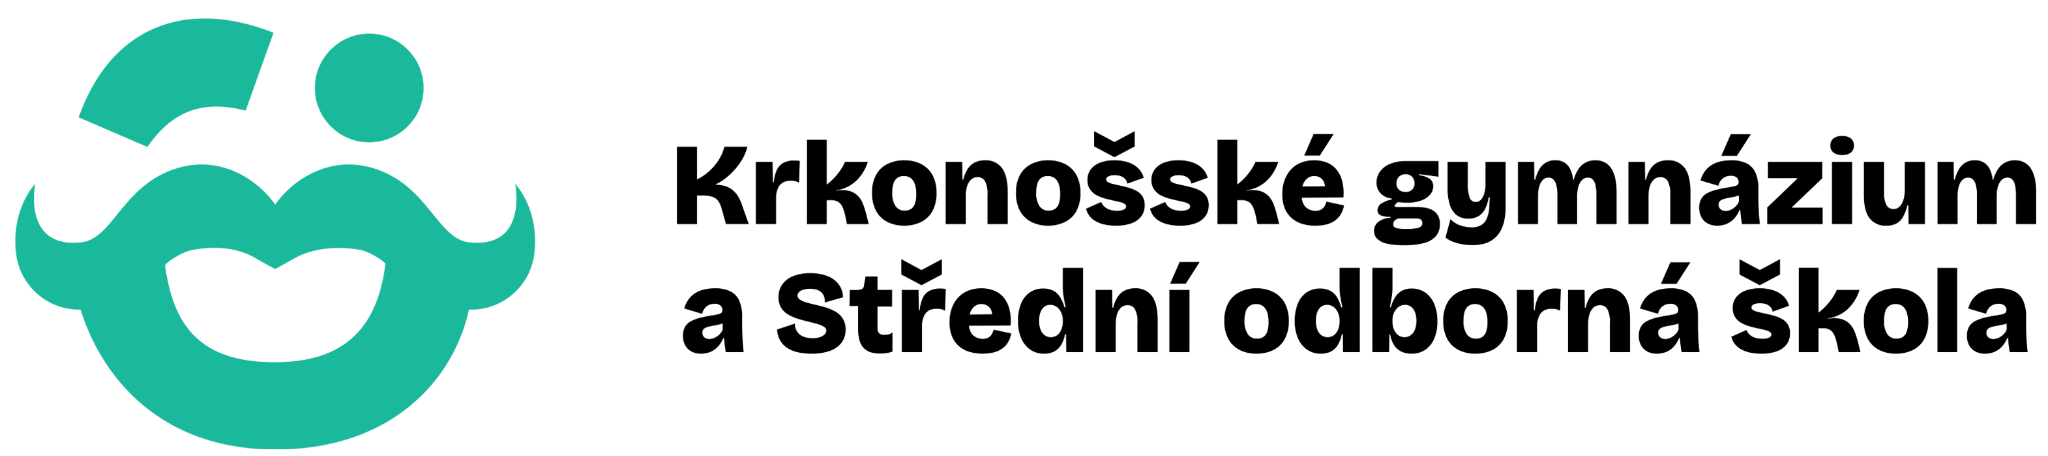 Krkonošské gymnázium
a Střední odborná škola